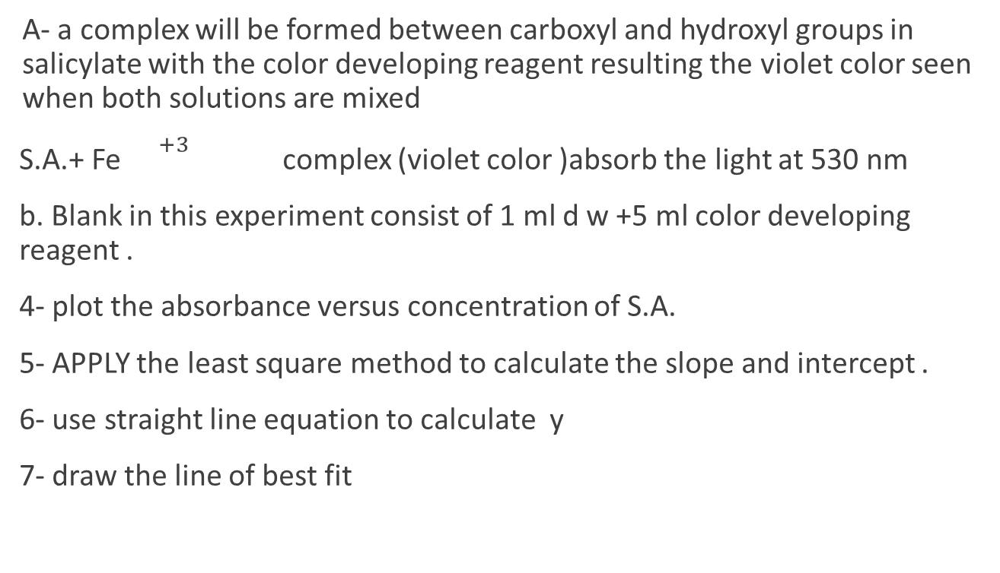 A- a complex will be formed between carboxyl and hydroxyl groups in
salicylate with the color developing reagent resulting the violet color seen
when both solutions are mixed
S.A.+ Fe +3 complex (violet color )absorb the light at 530 nm
b. Blank in this experiment consist of 1 ml d w +5 ml color developing
reagent .
4- plot the absorbance versus concentration of S.A.
5- APPLY the least square method to calculate the slope and intercept .
6- use straight line equation to calculate y
7- draw the line of best fit